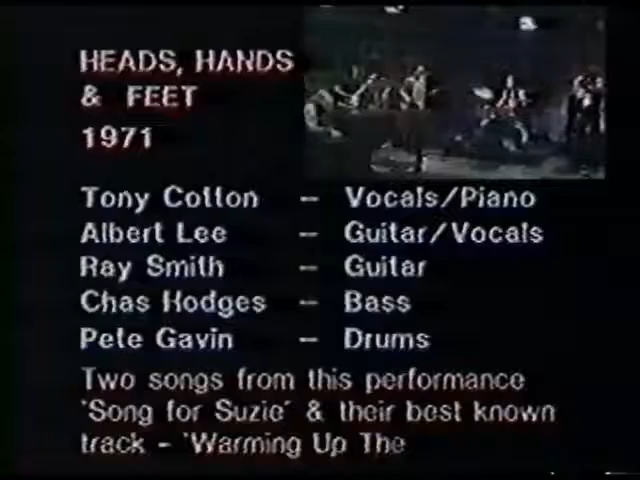 HEADS, HANDS
& FEET
1971
Tony Cotton -- Vocals/Piano
Albert Lee -- Guitar/Vocals
Ray Smith -- Guitar
Chas Hodges -- Bass
Pete Gavin -- Drums
Two songs from this performance
'Song for Suzie' & their best known
track - 'Warming Up The